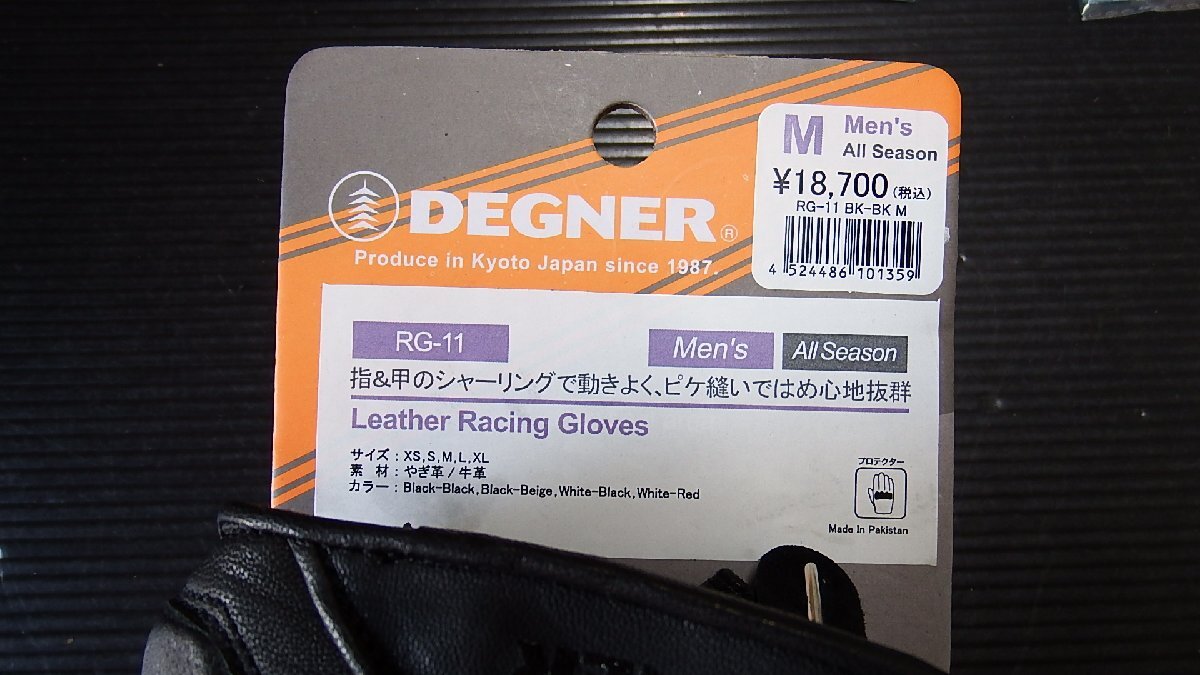 DEGNER®
Produce in Kyoto Japan since 1987.
M Men's
All Season
¥18,700(税込)
RG-11 BK-BK M
4 524486 101359
RG-11 Men's All Season
指&甲のシャーリングで動きよく、ピケ縫いではめ心地抜群
Leather Racing Gloves
サイズ:XS,S,M,L,XL
素 材:やぎ革/牛革
カラー:Black-Black,Black-Beige,White-Black,White-Red
プロテクター
Made In Pakistan